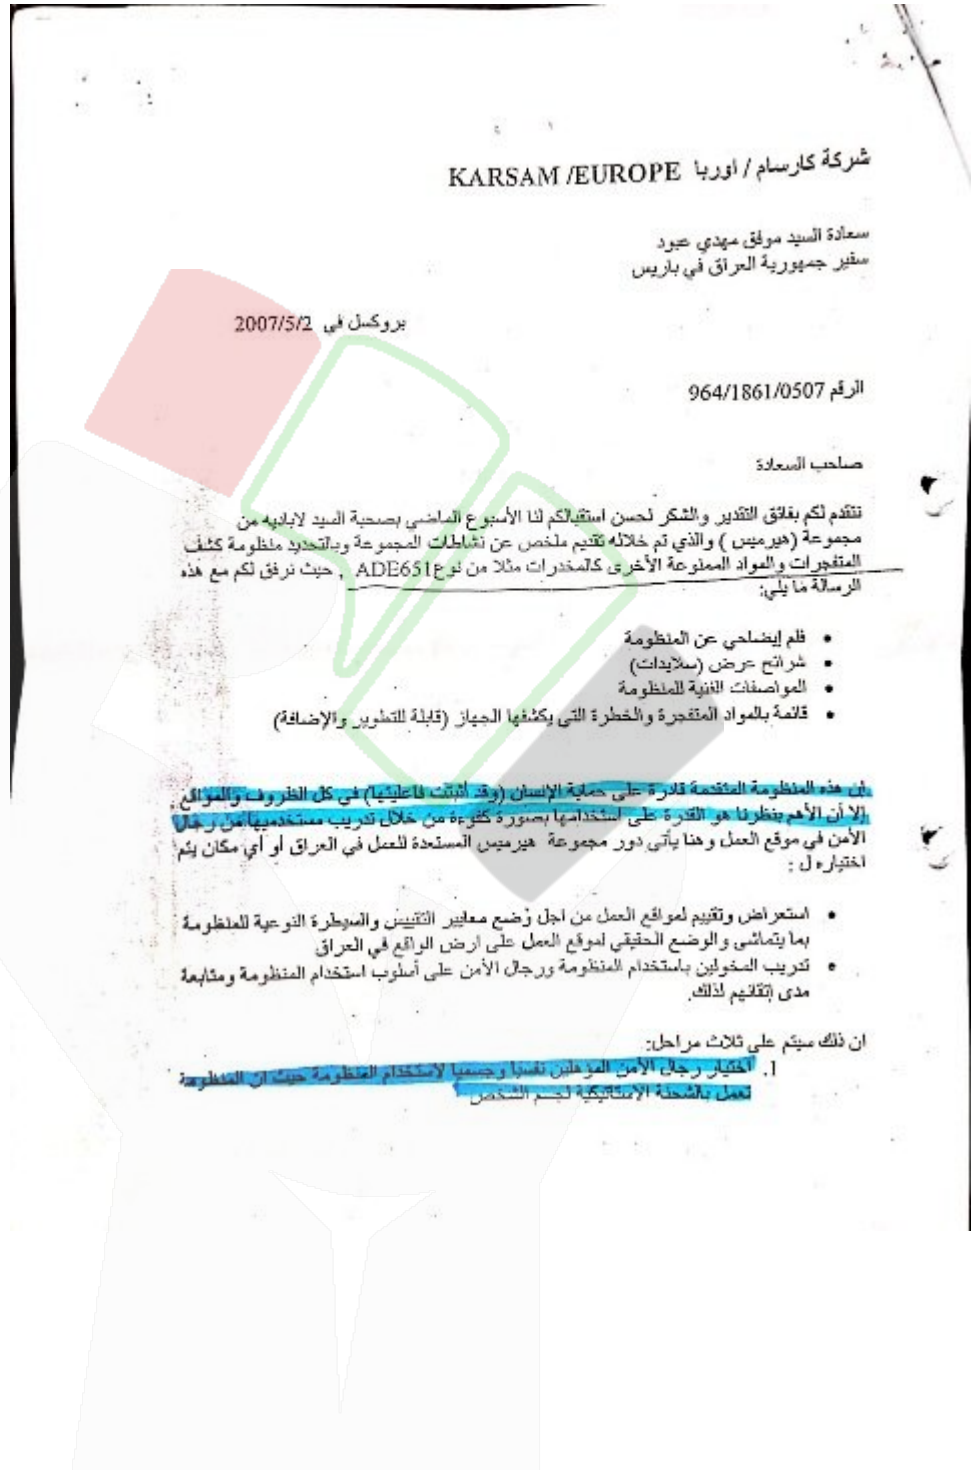 شركة كارسام / اوربا KARSAM /EUROPE
سعادة السيد موفق مهدي عبود
سفير جمهورية العراق في باريس
بروكسل في 2007/5/2
الرقم 964/1861/0507
صاحب السعادة
نتقدم لكم بفائق التقدير والشكر لحسن استقبالكم لنا الأسبوع الماضي بصحبة السيد لاباديه من
مجموعة (هيرميس ) والذي تم خلاله تقديم ملخص عن نشاطات المجموعة وبالتحديد منظومة كشف
المتفجرات والمواد الممنوعة الأخرى كالمخدرات مثلا من نوع ADE651 , حيث نرفق لكم مع هذه
الرسالة ما يلي:
• فلم إيضاحي عن المنظومة
• شرائح عرض (سلايدات)
• المواصفات الفنية للمنظومة
• قائمة بالمواد المتفجرة والخطرة التي يكشفها الجهاز (قابلة للتطوير والإضافة)
إن هذه المنظومة المتقدمة قادرة على حماية الإنسان (وقد أثبتت فاعليتها) في كل الظروف والمواقع
إلا أن الأهم بنظرنا هو القدرة على استخدامها بصورة كفوءة من خلال تدريب مستخدميها من رجال
الأمن في موقع العمل وهنا يأتي دور مجموعة هيرميس المستعدة للعمل في العراق أو أي مكان يتم
اختياره ل :
• استعراض وتقييم لمواقع العمل من اجل وضع معايير التقييس والسيطرة النوعية للمنظومة
بما يتماشى والوضع الحقيقي لموقع العمل على ارض الواقع في العراق
• تدريب المخولين باستخدام المنظومة ورجال الأمن على أسلوب استخدام المنظومة ومتابعة
مدى إتقانهم لذلك.
ان ذلك سيتم على ثلاث مراحل:
1. اختيار رجال الأمن المؤهلين نفسيا وجسميا لاستخدام المنظومة حيث ان المنظومة
تعمل بالشحنة الإستاتيكية لجسم الشخص